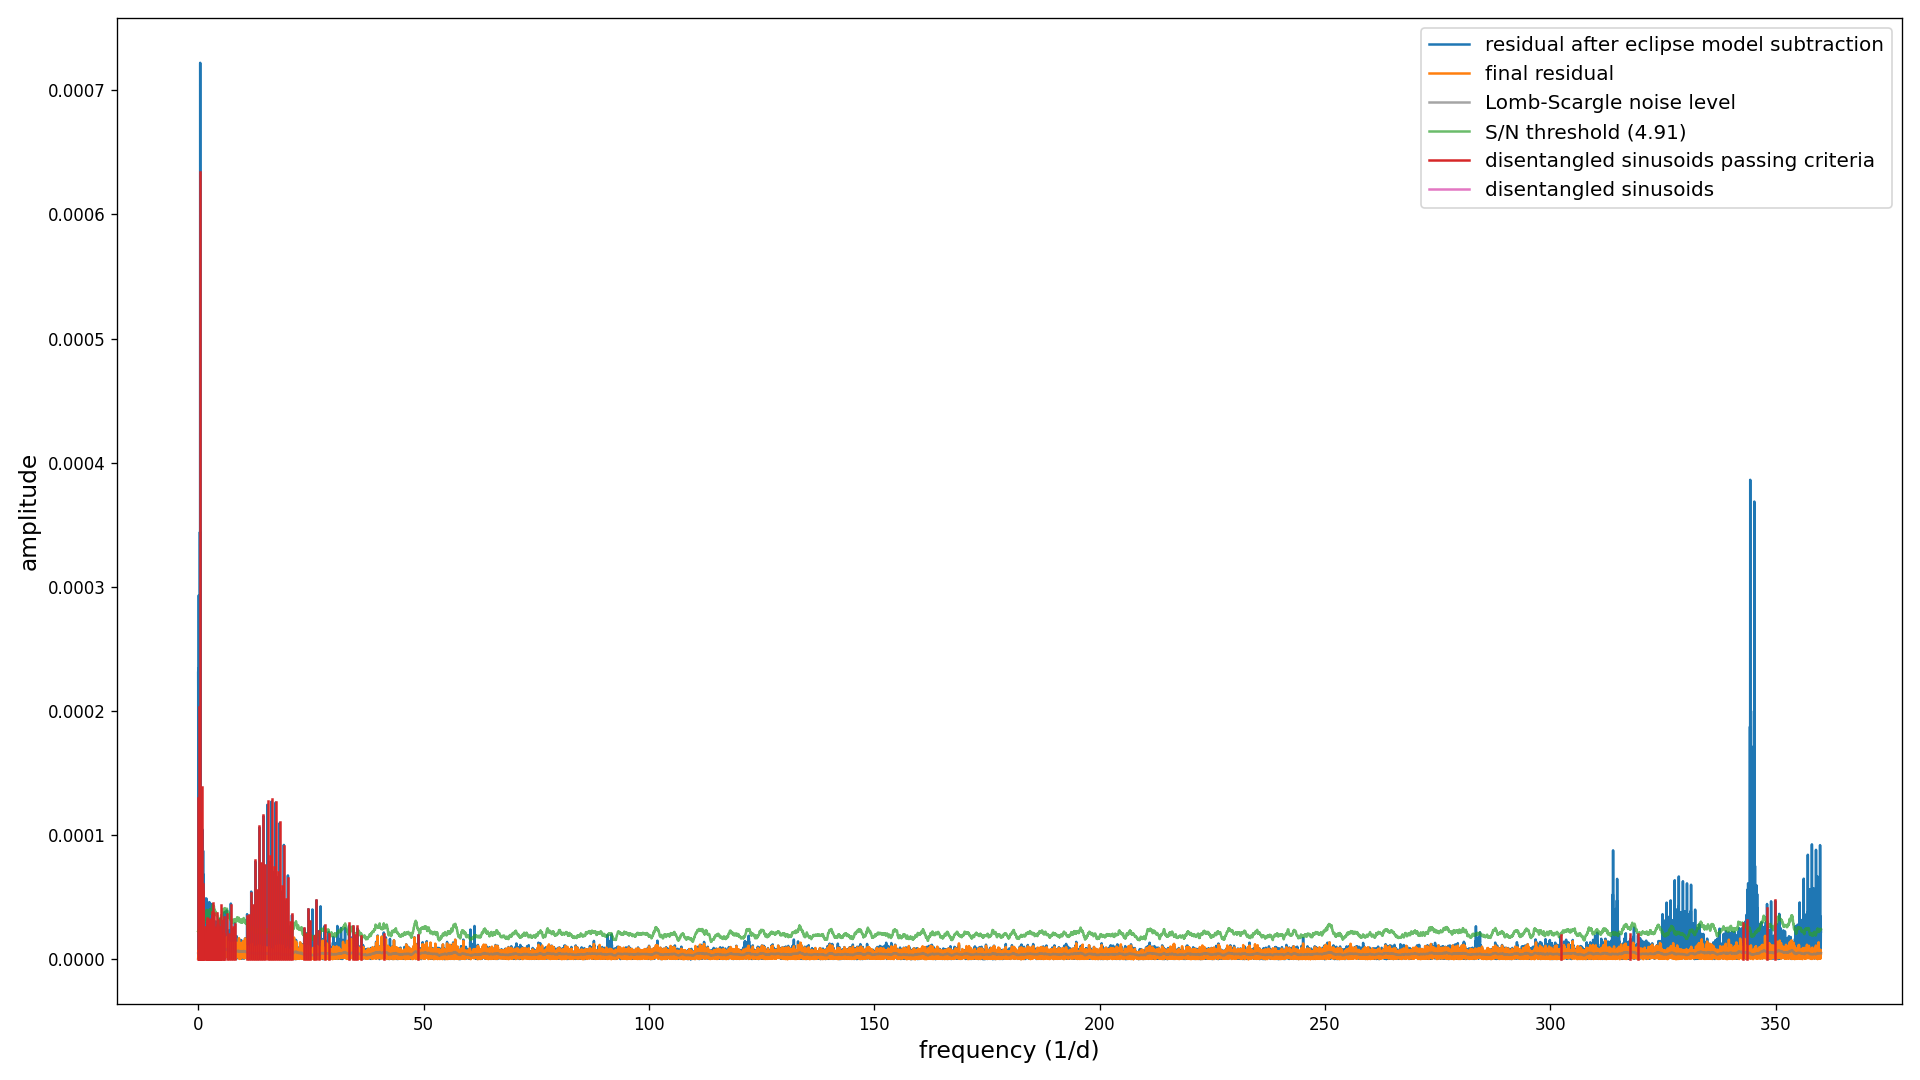 residual after eclipse model subtraction
final residual
Lomb-Scargle noise level
S/N threshold (4.91)
disentangled sinusoids passing criteria
disentangled sinusoids
amplitude
0.0007
0.0006
0.0005
0.0004
0.0003
0.0002
0.0001
0.0000
0 50 100 150 200 250 300 350
frequency (1/d)